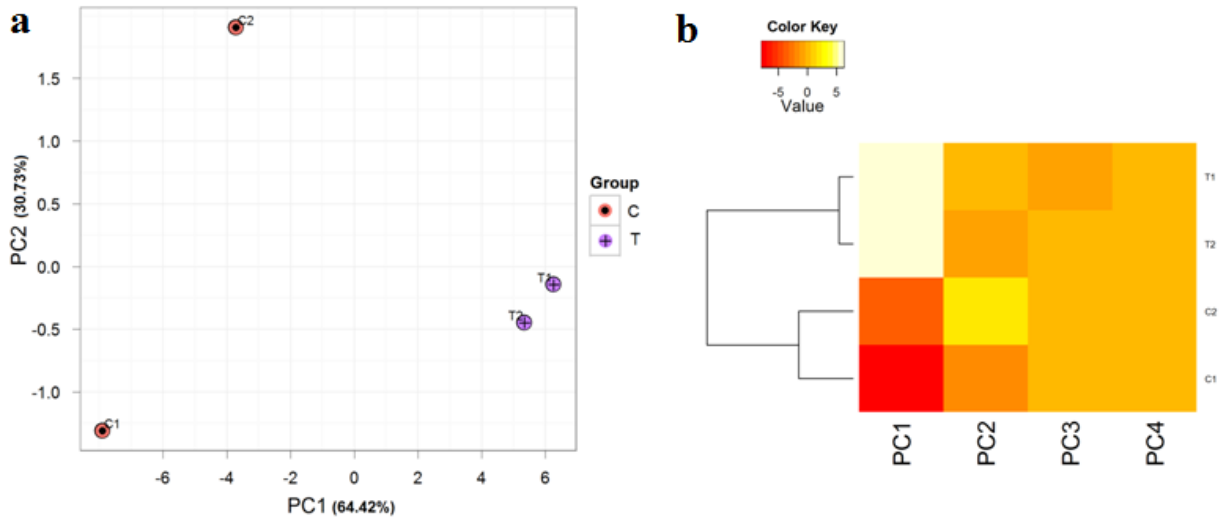 a
C2
1.5
1.0
0.5
0.0
-0.5
-1.0
PC2 (30.73%)
T1
T2
C1
-6
-4
-2
0
2
4
6
PC1 (64.42%)
Group
C
T
b
Color Key
-5
0
5
Value
T1
T2
C2
C1
PC1
PC2
PC3
PC4